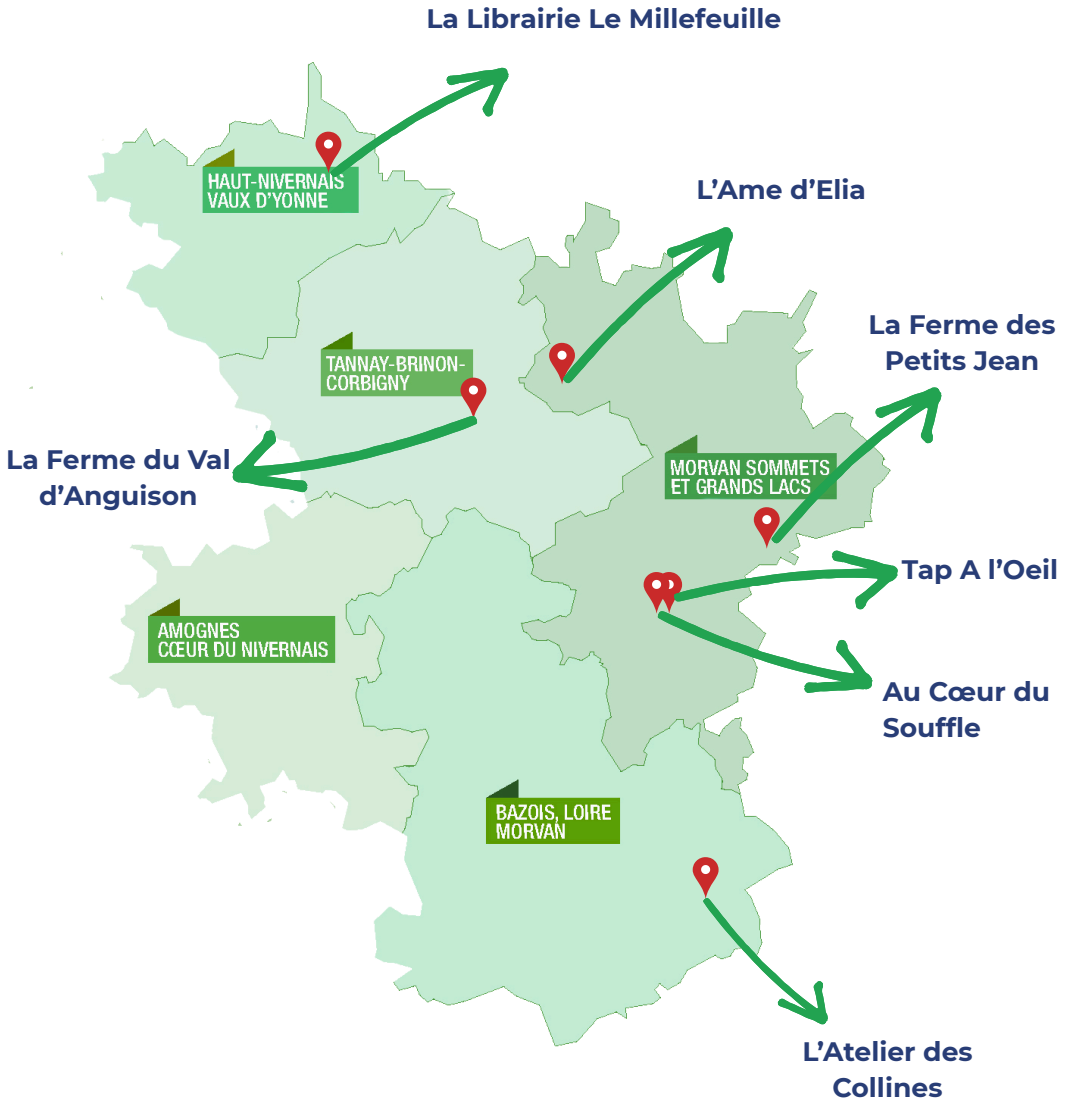 La Librairie Le Millefeuille
HAUT-NIVERNAIS
VAUX D'YONNE
L'Ame d'Elia
La Ferme des
Petits Jean
TANNAY-BRINON-
CORBIGNY
La Ferme du Val
d'Anguison
MORVAN SOMMETS
ET GRANDS LACS
Tap A l'Oeil
AMOGNES
CŒUR DU NIVERNAIS
Au Cœur du
Souffle
BAZOIS, LOIRE
MORVAN
L'Atelier des
Collines